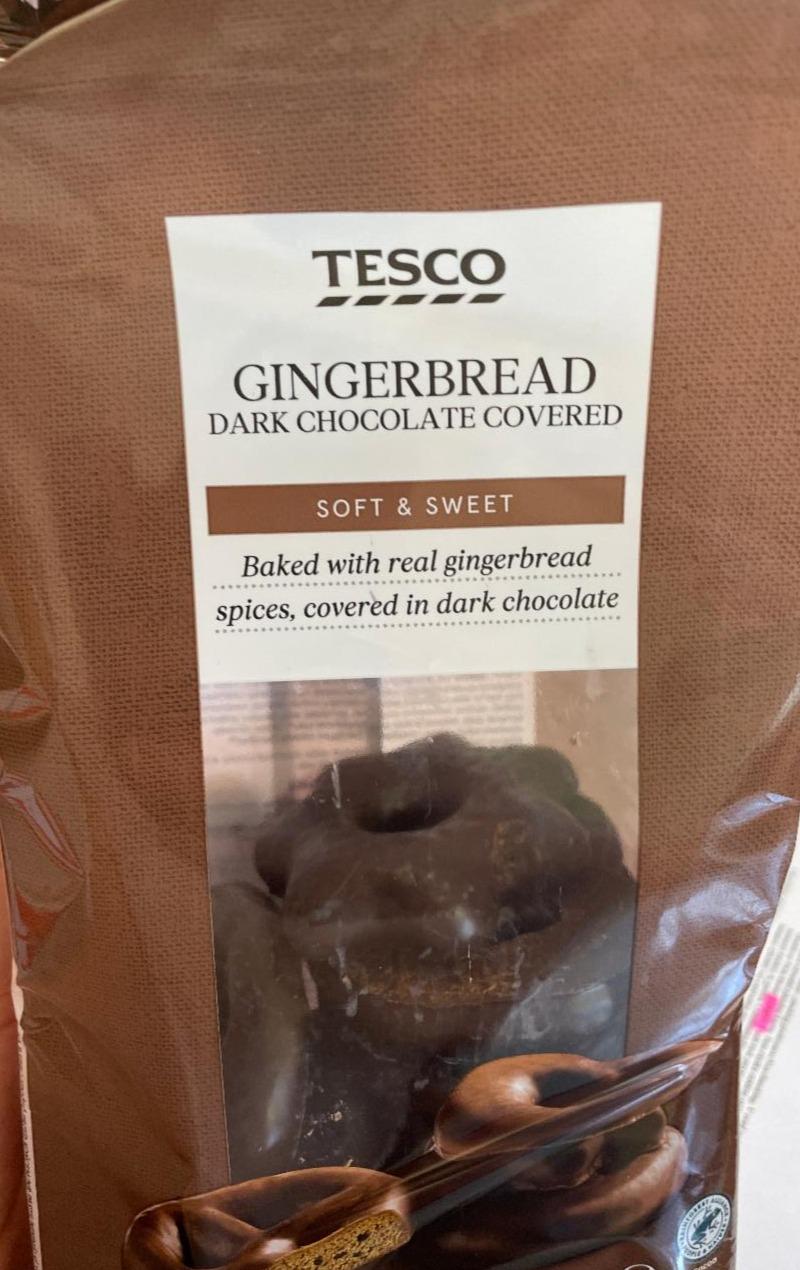 TESCO
GINGERBREAD
DARK CHOCOLATE COVERED
SOFT & SWEET
Baked with real gingerbread
spices, covered in dark chocolate